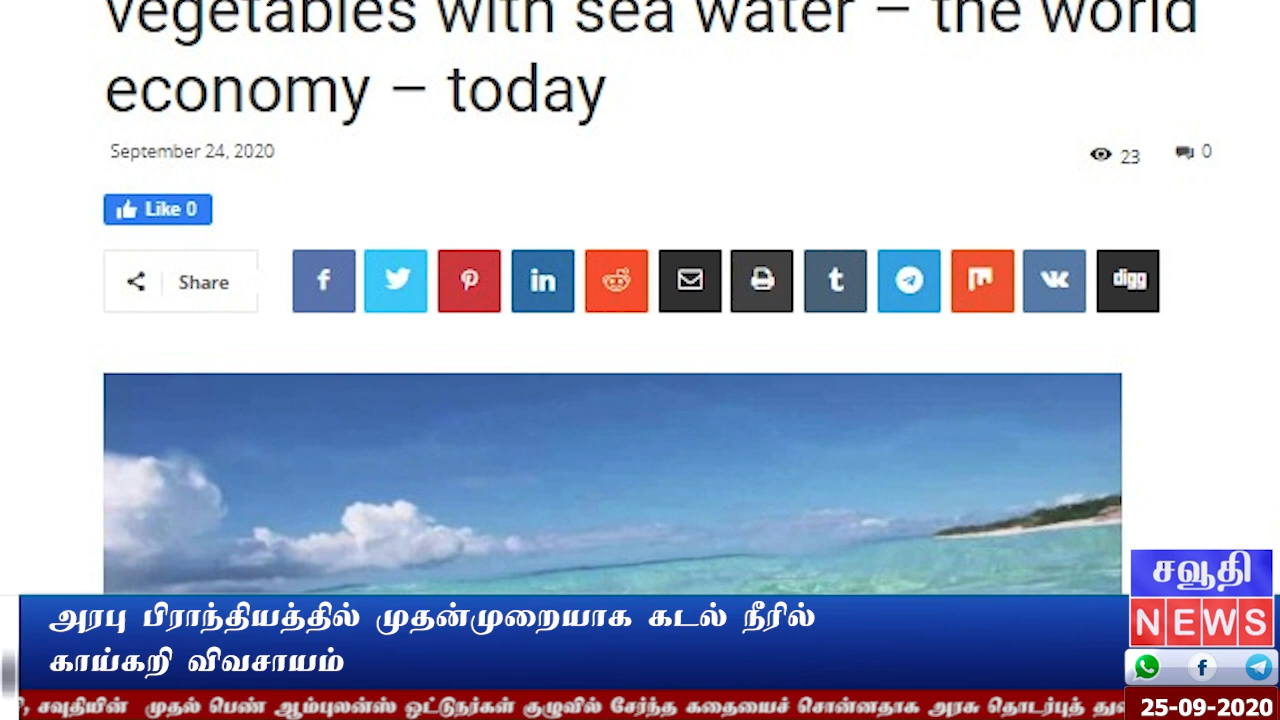 vegetables with sea water – the world
economy – today
September 24, 2020
23
0
Like 0
Share
digg
அரபு பிராந்தியத்தில் முதன்முறையாக கடல் நீரில்
காய்கறி விவசாயம்
சவூதி
NEWS
சவுதியின் முதல் பெண் ஆம்புலன்ஸ் ஓட்டுநர்கள் குழுவில் சேர்ந்த கதையைச் சொன்னதாக அரசு தொடர்புத்
25-09-2020